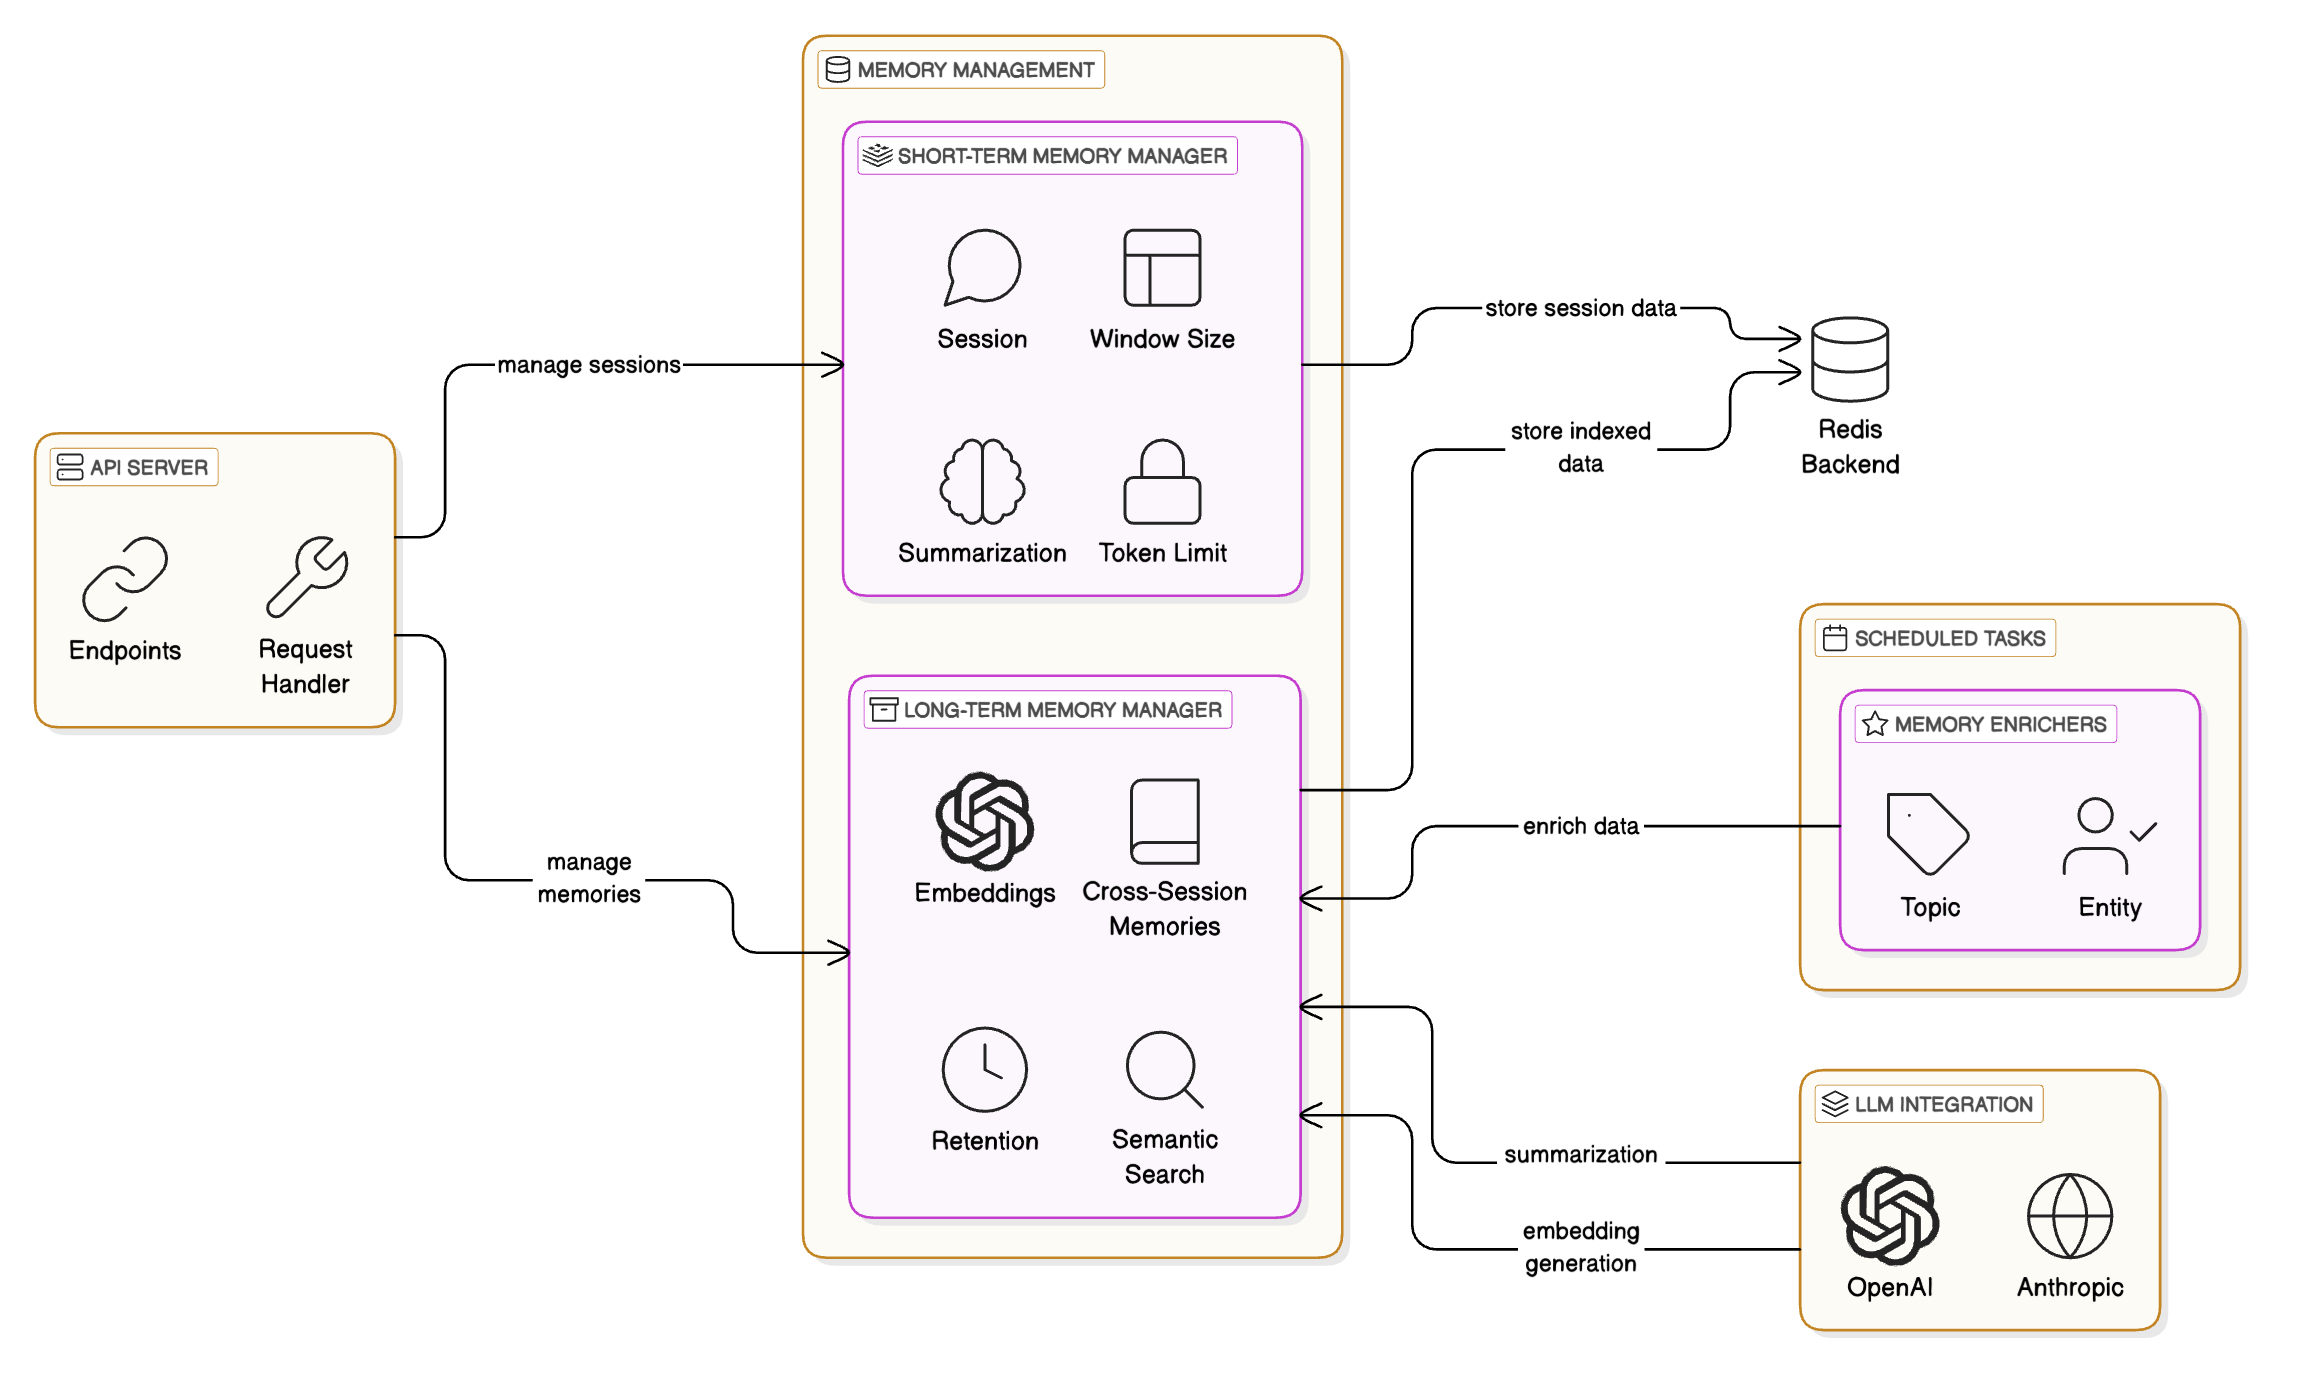 MEMORY MANAGEMENT
SHORT-TERM MEMORY MANAGER
Session
Window Size
Summarization
Token Limit
manage sessions
store session data
store indexed
data
Redis
Backend
API SERVER
Endpoints
Request
Handler
manage
memories
LONG-TERM MEMORY MANAGER
Embeddings
Cross-Session
Memories
Retention
Semantic
Search
SCHEDULED TASKS
MEMORY ENRICHERS
Topic
Entity
enrich data
summarization
embedding
generation
LLM INTEGRATION
OpenAI
Anthropic